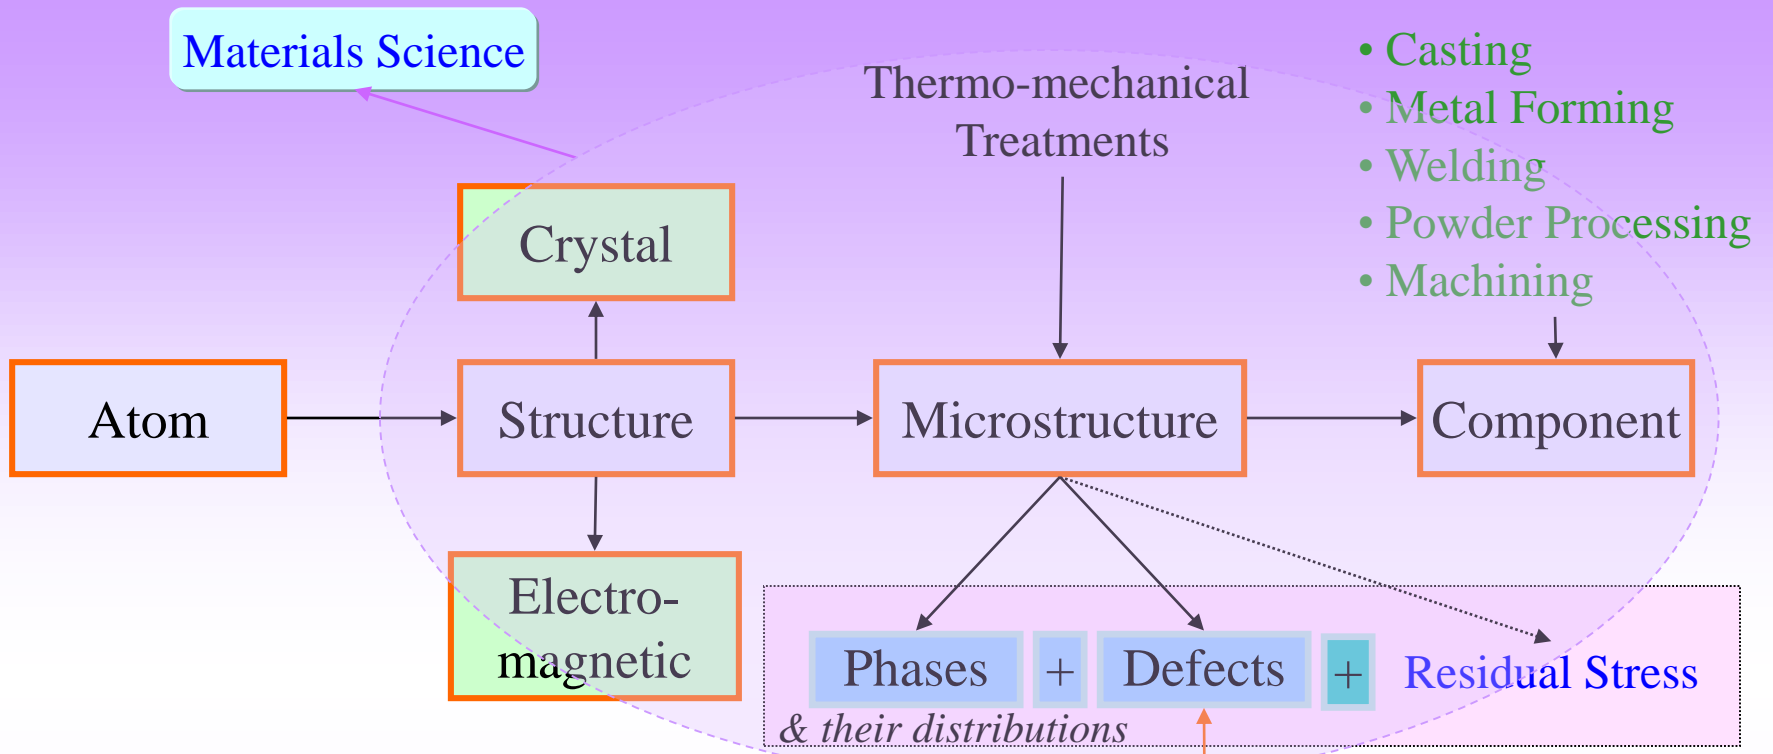 Materials Science
Thermo-mechanical
Treatments
• Casting
• Metal Forming
• Welding
• Powder Processing
• Machining
Crystal
Atom
Structure
Microstructure
Component
Electro-
magnetic
Phases + Defects + Residual Stress
& their distributions